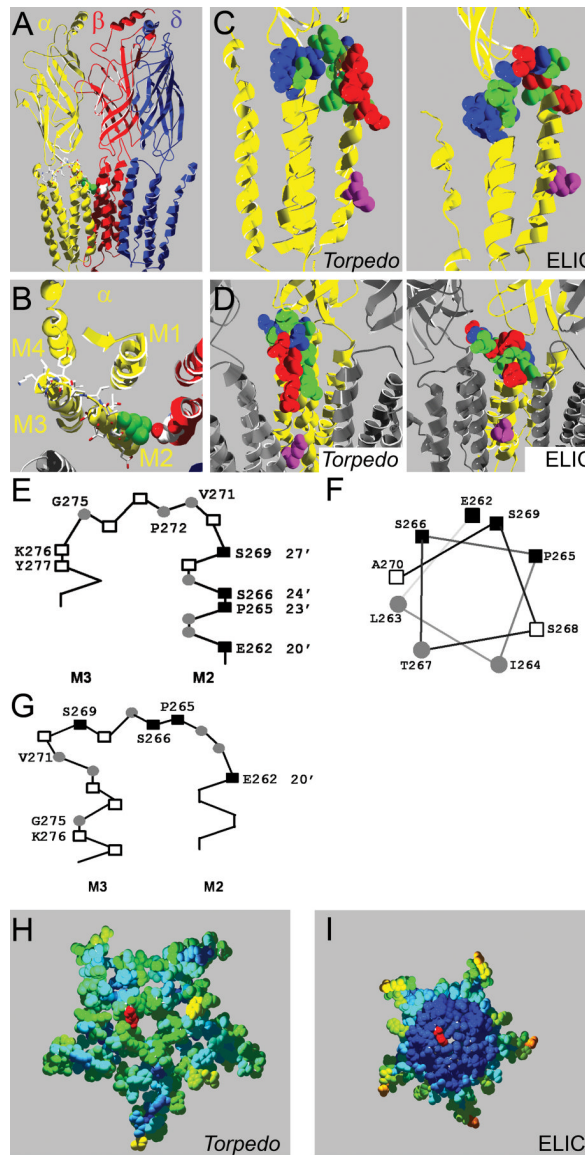 A
α
β
δ
C
Torpedo
ELIC
B
α
M1
M4
M3
M2
D
Torpedo
ELIC
E
G275
V271
P272
K276
Y277
S269 27′
S266 24′
P265 23′
E262 20′
M3
M2
F
E262
S269
S266
P265
A270
L263
S268
T267
I264
G
S269
P265
S266
V271
E262 20′
G275
K276
M3
M2
H
Torpedo
I
ELIC